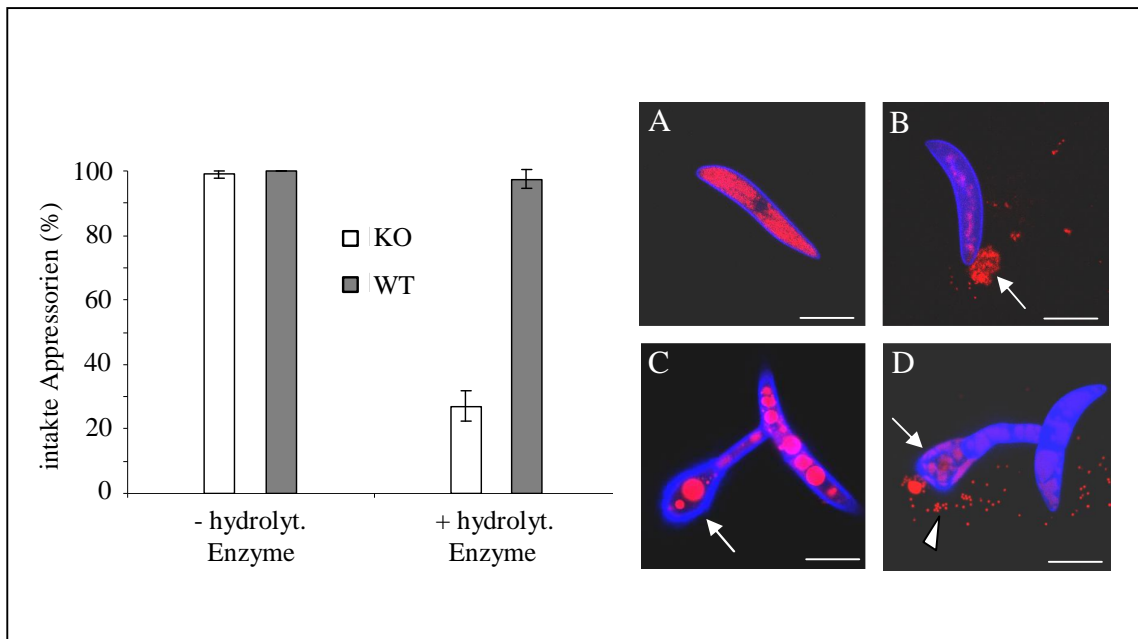 intakte Appressorien (%)
100
80
60
40
20
0
KO
WT
- hydrolyt.
Enzyme
+ hydrolyt.
Enzyme
A
B
C
D